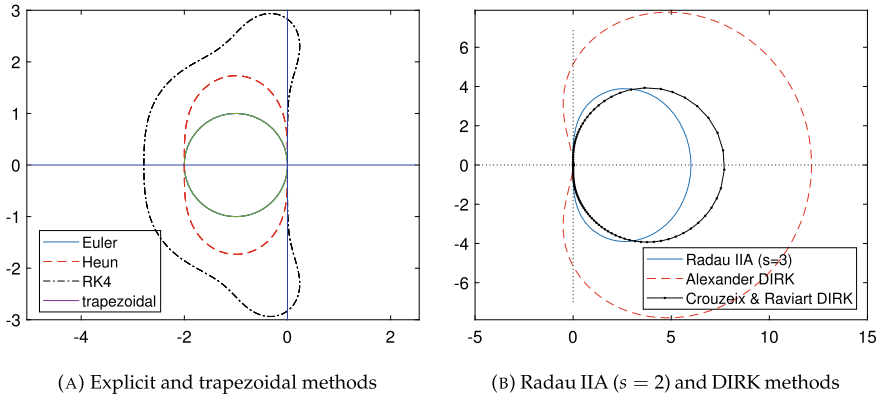 3
2
1
0
-1
-2
-3
-4
-2
0
2
Euler
Heun
RK4
trapezoidal
(A) Explicit and trapezoidal methods
6
4
2
0
-2
-4
-6
-5
0
5
10
15
Radau IIA (s=3)
Alexander DIRK
Crouzeix & Raviart DIRK
(B) Radau IIA (s = 2) and DIRK methods